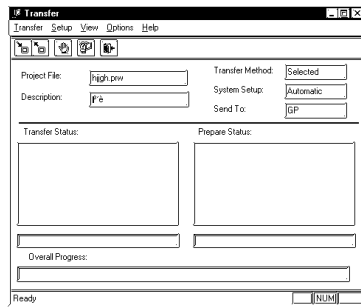 Transfer
Transfer Setup View Options Help
Project File: hjjgh.prw
Transfer Method: Selected
Description:
System Setup: Automatic
Send To: GP
Transfer Status:
Prepare Status:
Overall Progress:
Ready
NUM